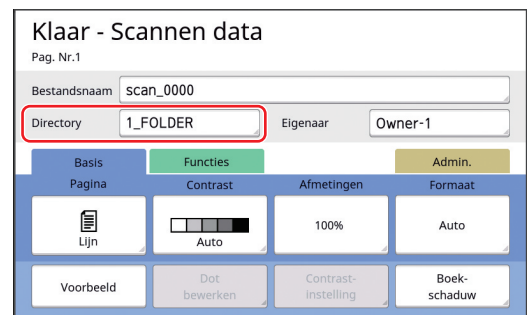 Klaar - Scannen data
Pag. Nr.1
Bestandsnaam scan_0000
Directory 1_FOLDER Eigenaar Owner-1
Basis Functies Admin.
Pagina Contrast Afmetingen Formaat
Lijn Auto 100% Auto
Voorbeeld Dot bewerken Contrast-instelling Boek-schaduw